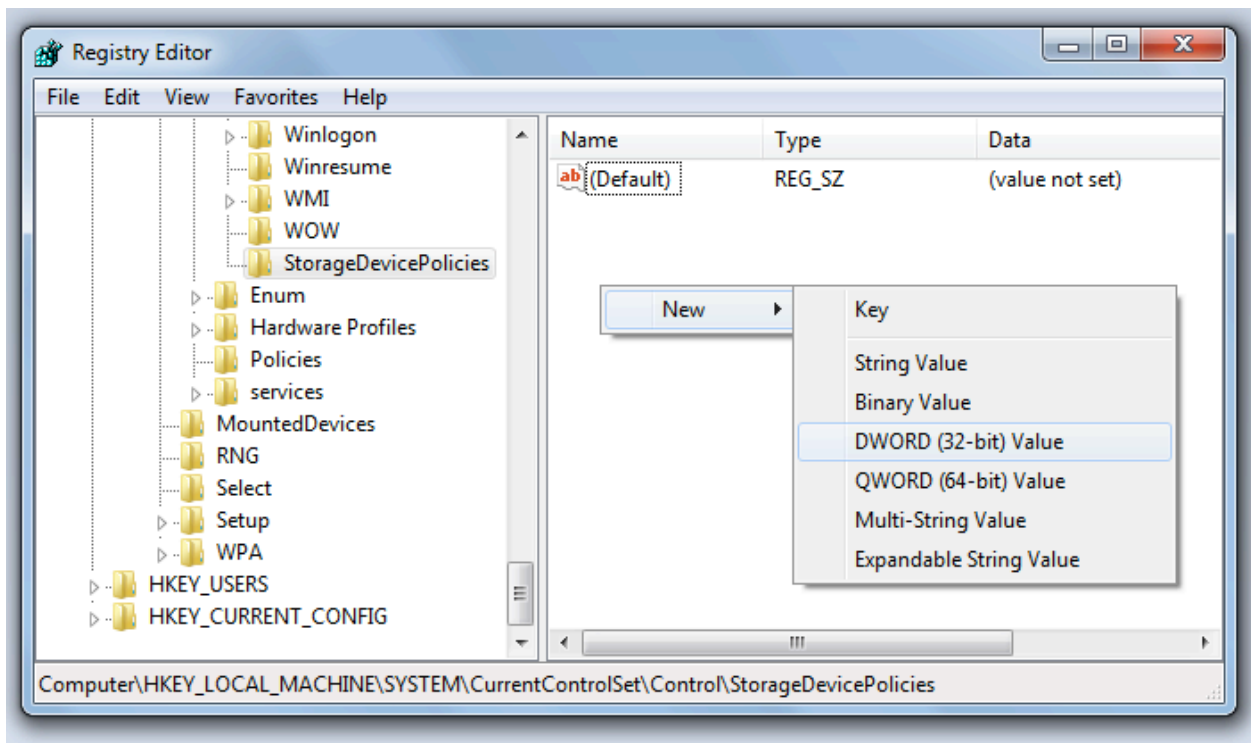 Registry Editor
File Edit View Favorites Help
Winlogon
Winresume
WMI
WOW
StorageDevicePolicies
Enum
Hardware Profiles
Policies
services
MountedDevices
RNG
Select
Setup
WPA
HKEY_USERS
HKEY_CURRENT_CONFIG
Name Type Data
ab (Default) REG_SZ (value not set)
New
Key
String Value
Binary Value
DWORD (32-bit) Value
QWORD (64-bit) Value
Multi-String Value
Expandable String Value
Computer\HKEY_LOCAL_MACHINE\SYSTEM\CurrentControlSet\Control\StorageDevicePolicies